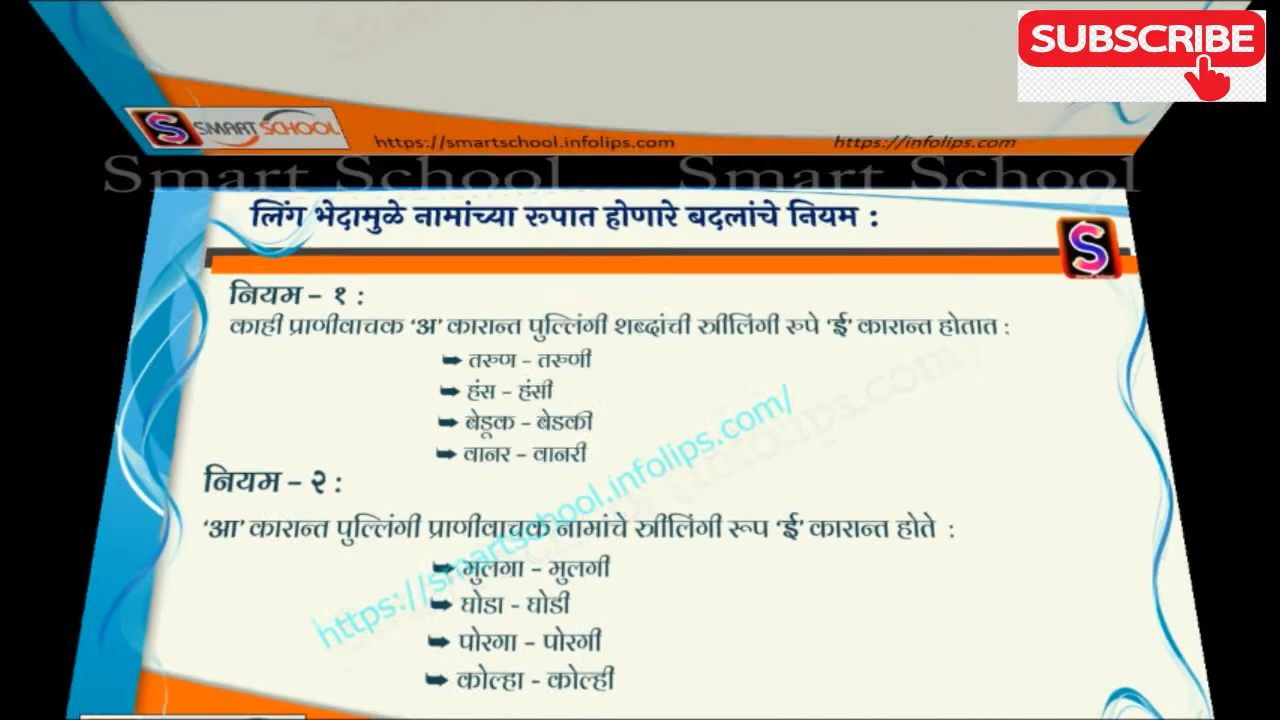 SUBSCRIBE
SMART SCHOOL
https://smartschool.infolips.com
https://infolips.com
Smart School Smart School
लिंग भेदामुळे नामांच्या रूपात होणारे बदलांचे नियम :
S
नियम - १ :
काही प्राणीवाचक 'अ' कारान्त पुल्लिंगी शब्दांची स्त्रीलिंगी रुपे 'ई' कारान्त होतात :
➥ तरुण - तरुणी
➥ हंस - हंसी
➥ बेडूक - बेडकी
➥ वानर - वानरी
नियम - २ :
'आ' कारान्त पुल्लिंगी प्राणीवाचक नामांचे स्त्रीलिंगी रूप 'ई' कारान्त होते :
➥ मुलगा - मुलगी
➥ घोडा - घोडी
➥ पोरगा - पोरगी
➥ कोल्हा - कोल्ही
https://smartschool.infolips.com/